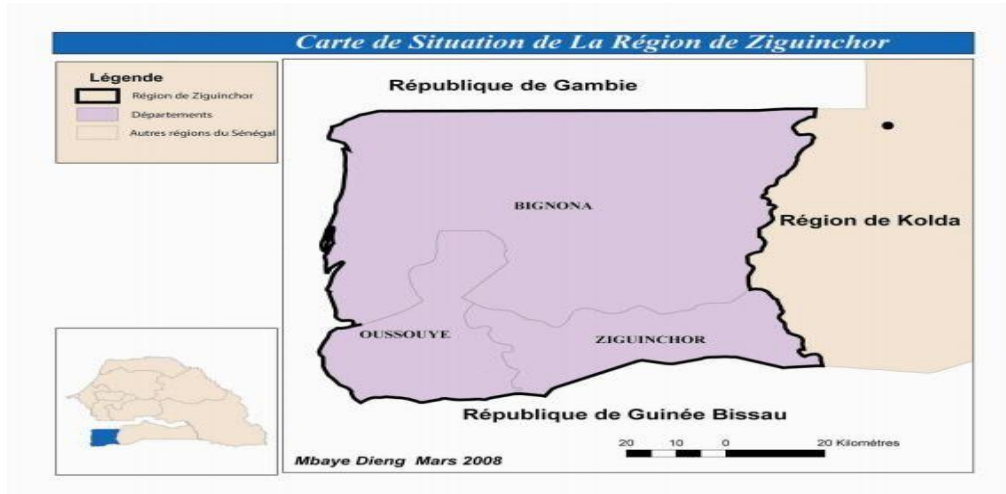 Carte de Situation de La Région de Ziguinchor
Légende
Région de Ziguinchor
Départements
Autres régions du Sénégal
République de Gambie
BIGNONA
Région de Kolda
OUSSOUYE
ZIGUINCHOR
République de Guinée Bissau
20 10 0 20 Kilométres
Mbaye Dieng Mars 2008